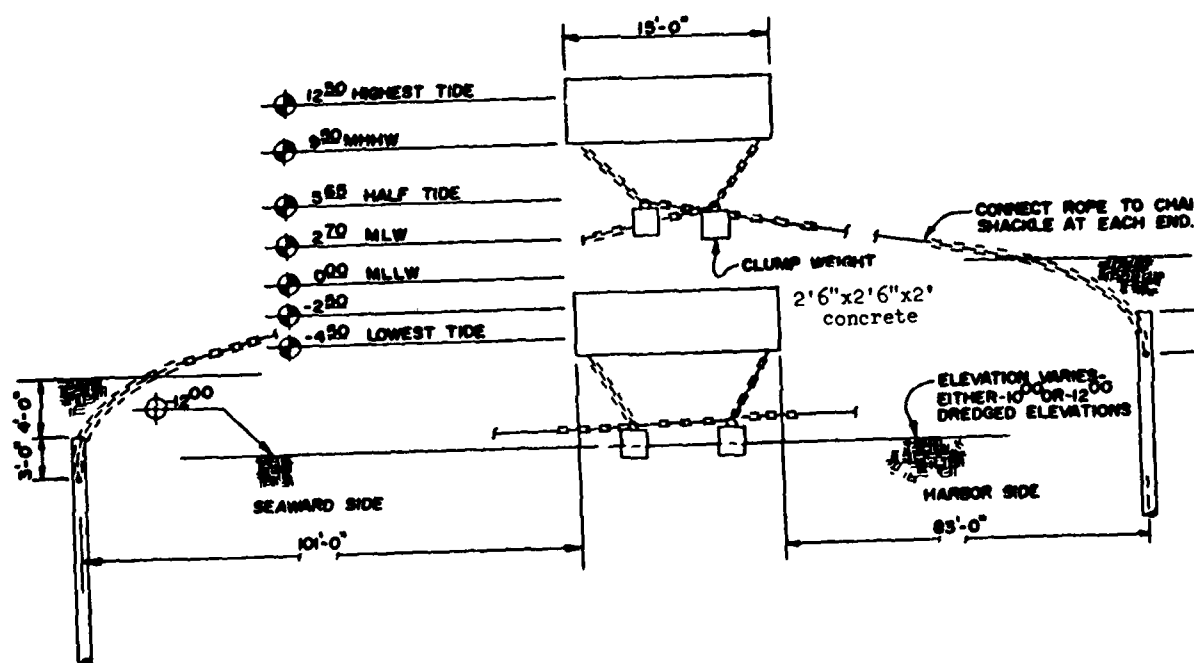 15'-0"
12.50 HIGHEST TIDE
9.50 MHHW
5.65 HALF TIDE
2.70 MLW
0.00 MLLW
-2.50
-4.50 LOWEST TIDE
CONNECT ROPE TO CHAI
SHACKLE AT EACH END.
CLUMP WEIGHT
2'6"x2'6"x2'
concrete
ELEVATION VARIES-
EITHER-10.00 OR-12.00
DREDGED ELEVATIONS
4'-0"
3'-0"
-12.00
SEAWARD SIDE
HARBOR SIDE
101'-0"
83'-0"